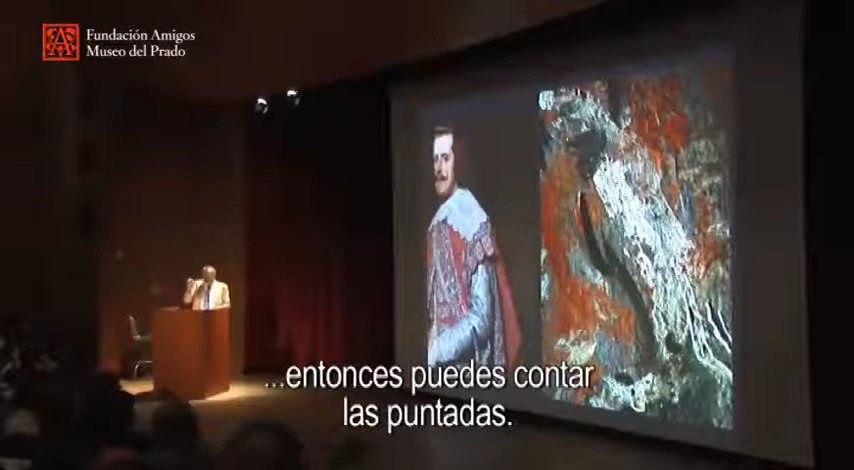 Fundación Amigos
Museo del Prado
...entonces puedes contar
las puntadas.